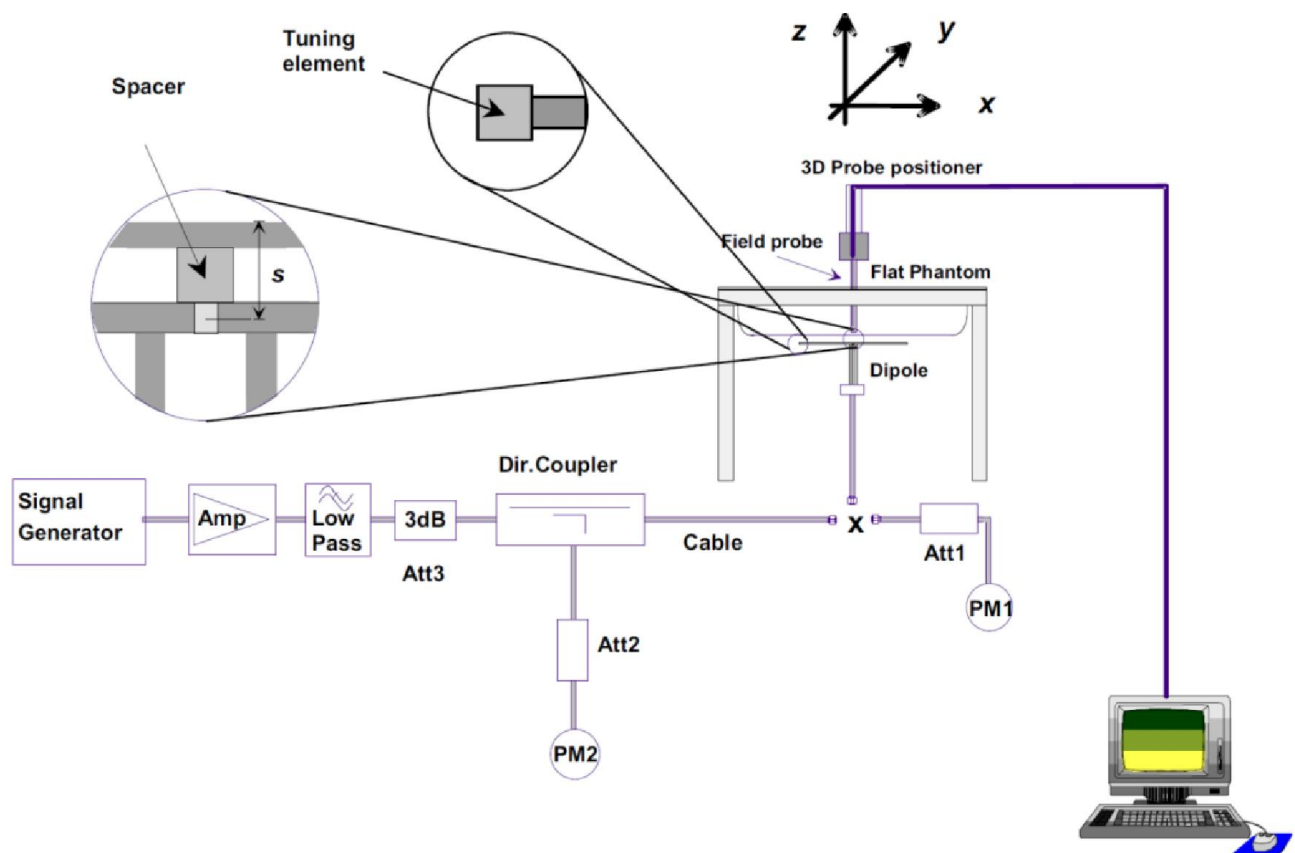 Tuning
element
Spacer
z
y
x
3D Probe positioner
Field probe
Flat Phantom
s
Dipole
Dir.Coupler
Signal
Generator
Amp
Low
Pass
3dB
Att3
Cable
X
Att1
PM1
Att2
PM2